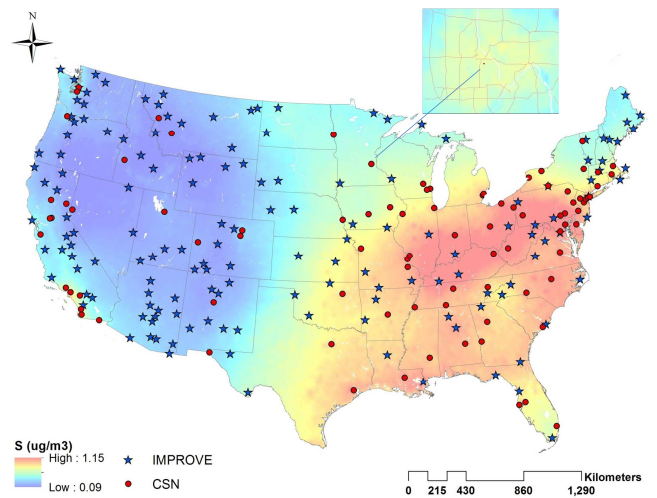 N
S (ug/m3)
High : 1.15
Low : 0.09
IMPROVE
CSN
Kilometers
0 215 430 860 1,290